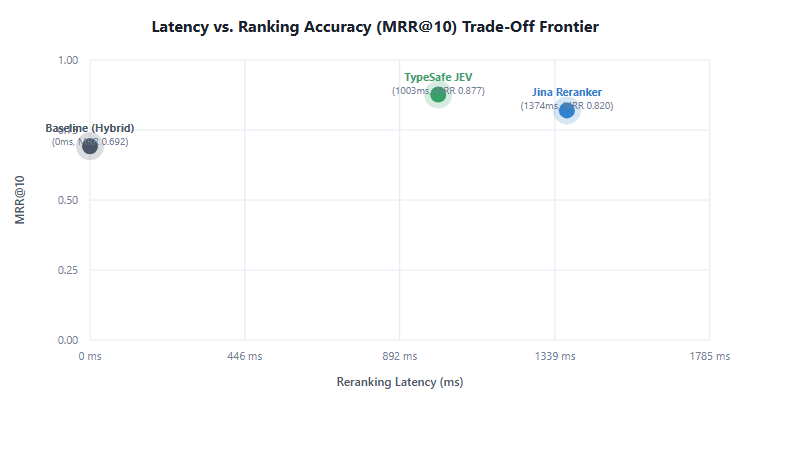 Latency vs. Ranking Accuracy (MRR@10) Trade-Off Frontier
1.00
TypeSafe JEV
(1003ms, MRR 0.877)
Jina Reranker
(1374ms, MRR 0.820)
Baseline (Hybrid)
0.75
(0ms, MRR 0.692)
MRR@10
0.50
0.25
0.00
0 ms
446 ms
892 ms
1339 ms
1785 ms
Reranking Latency (ms)